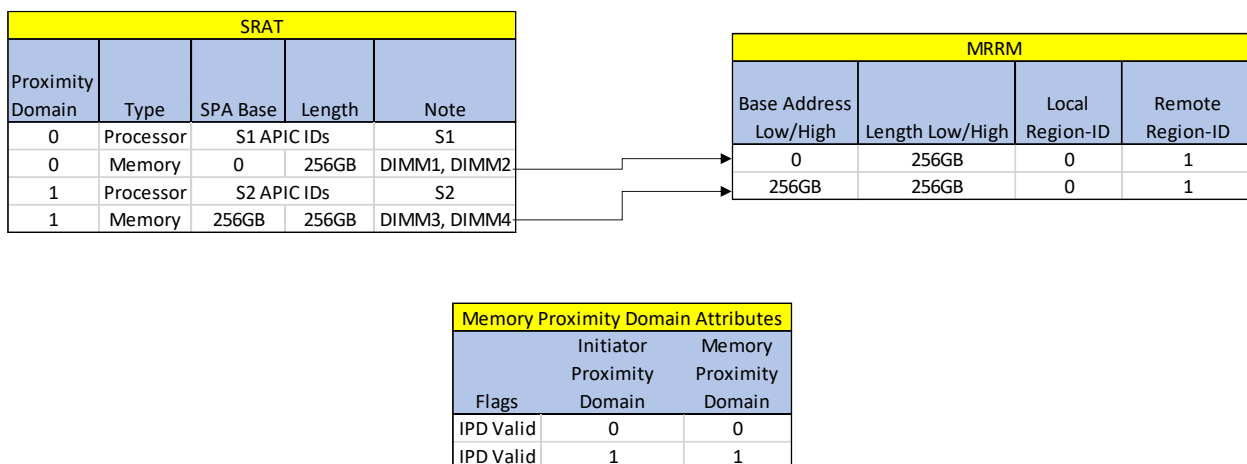 SRAT
Proximity Domain Type SPA Base Length Note
0 Processor S1 APIC IDs S1
0 Memory 0 256GB DIMM1, DIMM2
1 Processor S2 APIC IDs S2
1 Memory 256GB 256GB DIMM3, DIMM4
MRRM
Base Address Low/High Length Low/High Local Region-ID Remote Region-ID
0 256GB 0 1
256GB 256GB 0 1
Memory Proximity Domain Attributes
Flags Initiator Proximity Domain Memory Proximity Domain
IPD Valid 0 0
IPD Valid 1 1